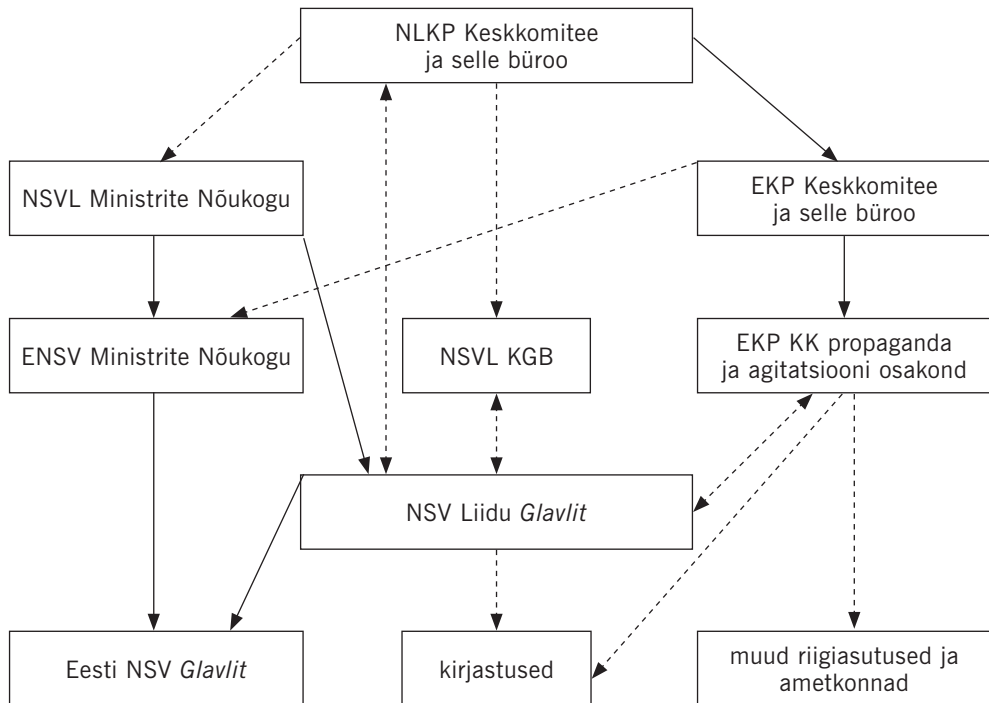 NLKP Keskkomitee
ja selle büroo
NSVL Ministrite Nõukogu
EKP Keskkomitee
ja selle büroo
ENSV Ministrite Nõukogu
NSVL KGB
EKP KK propaganda
ja agitatsiooni osakond
NSV Liidu Glavlit
Eesti NSV Glavlit
kirjastused
muud riigiasutused ja
ametkonnad